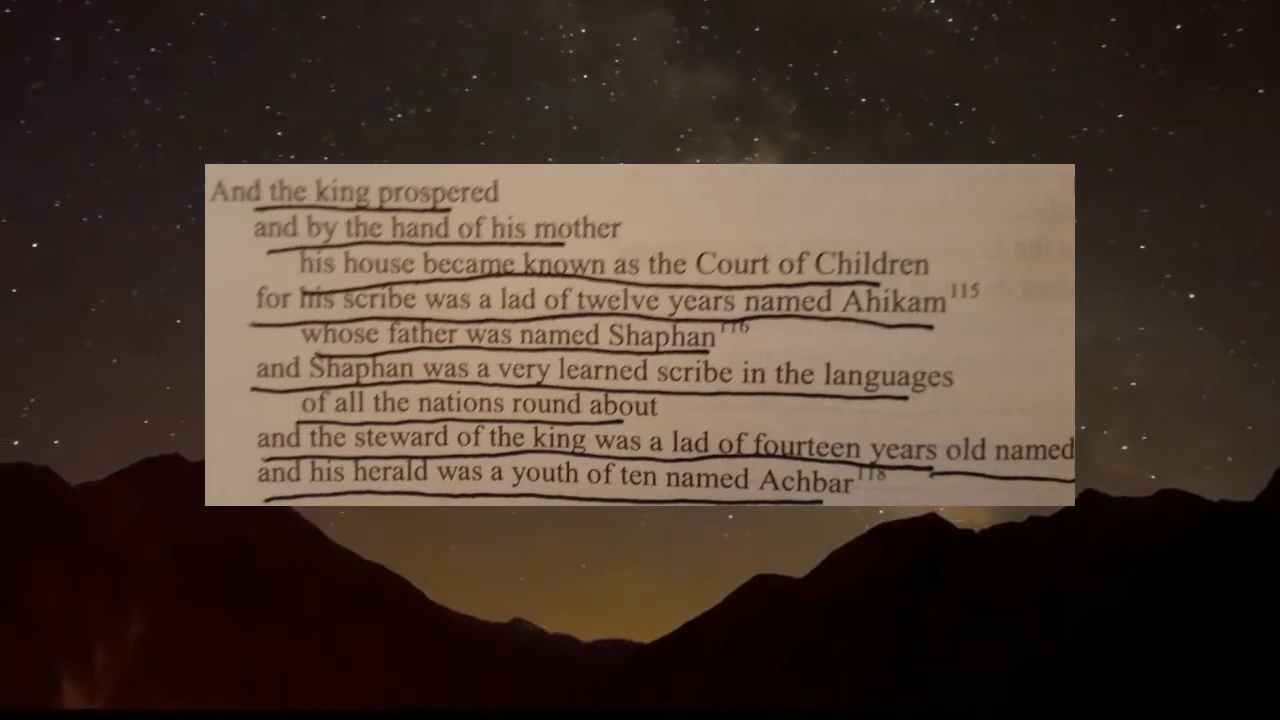 And the king prospered
and by the hand of his mother
his house became known as the Court of Children
for his scribe was a lad of twelve years named Ahikam115
whose father was named Shaphan116
and Shaphan was a very learned scribe in the languages
of all the nations round about
and the steward of the king was a lad of fourteen years old named
and his herald was a youth of ten named Achbar118